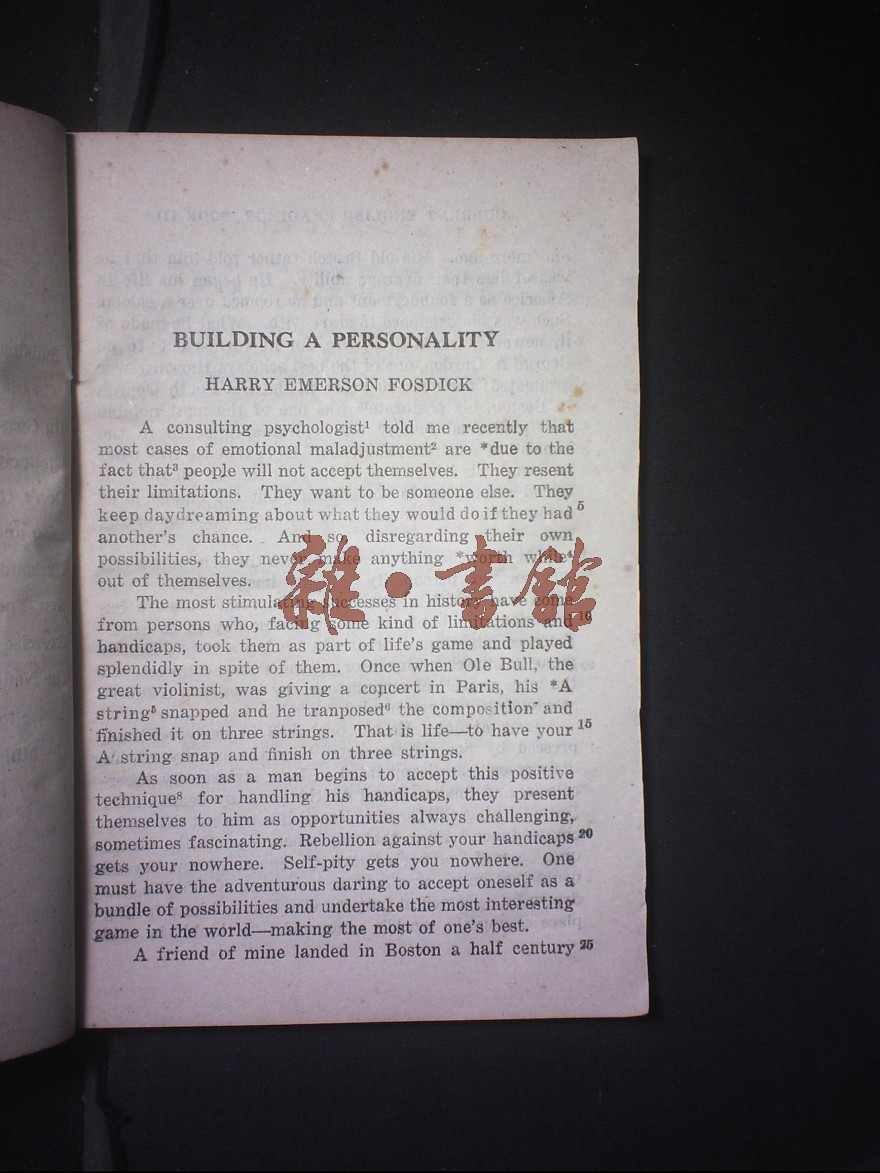 BUILDING A PERSONALITY
HARRY EMERSON FOSDICK
A consulting psychologist¹ told me recently that
most cases of emotional maladjustment² are *due to the
fact that³ people will not accept themselves. They resent
their limitations. They want to be someone else. They
keep daydreaming about what they would do if they had 5
another's chance. And so, disregarding their own
possibilities, they never make anything *worth while⁴
out of themselves.
The most stimulating successes in history have come
from persons who, facing some kind of limitations and 10
handicaps, took them as part of life's game and played
splendidly in spite of them. Once when Ole Bull, the
great violinist, was giving a concert in Paris, his *A
string⁵ snapped and he tranposed⁶ the composition⁷ and
finished it on three strings. That is life—to have your 15
A string snap and finish on three strings.
As soon as a man begins to accept this positive
technique⁸ for handling his handicaps, they present
themselves to him as opportunities always challenging,
sometimes fascinating. Rebellion against your handicaps 20
gets your nowhere. Self-pity gets you nowhere. One
must have the adventurous daring to accept oneself as a
bundle of possibilities and undertake the most interesting
game in the world—making the most of one's best.
A friend of mine landed in Boston a half century 25
雜·書館